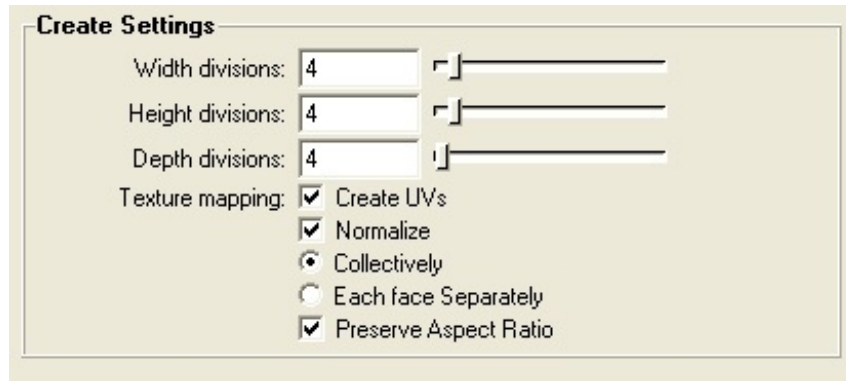 Create Settings
Width divisions: 4
Height divisions: 4
Depth divisions: 4
Texture mapping: Create UVs
Normalize
Collectively
Each face Separately
Preserve Aspect Ratio